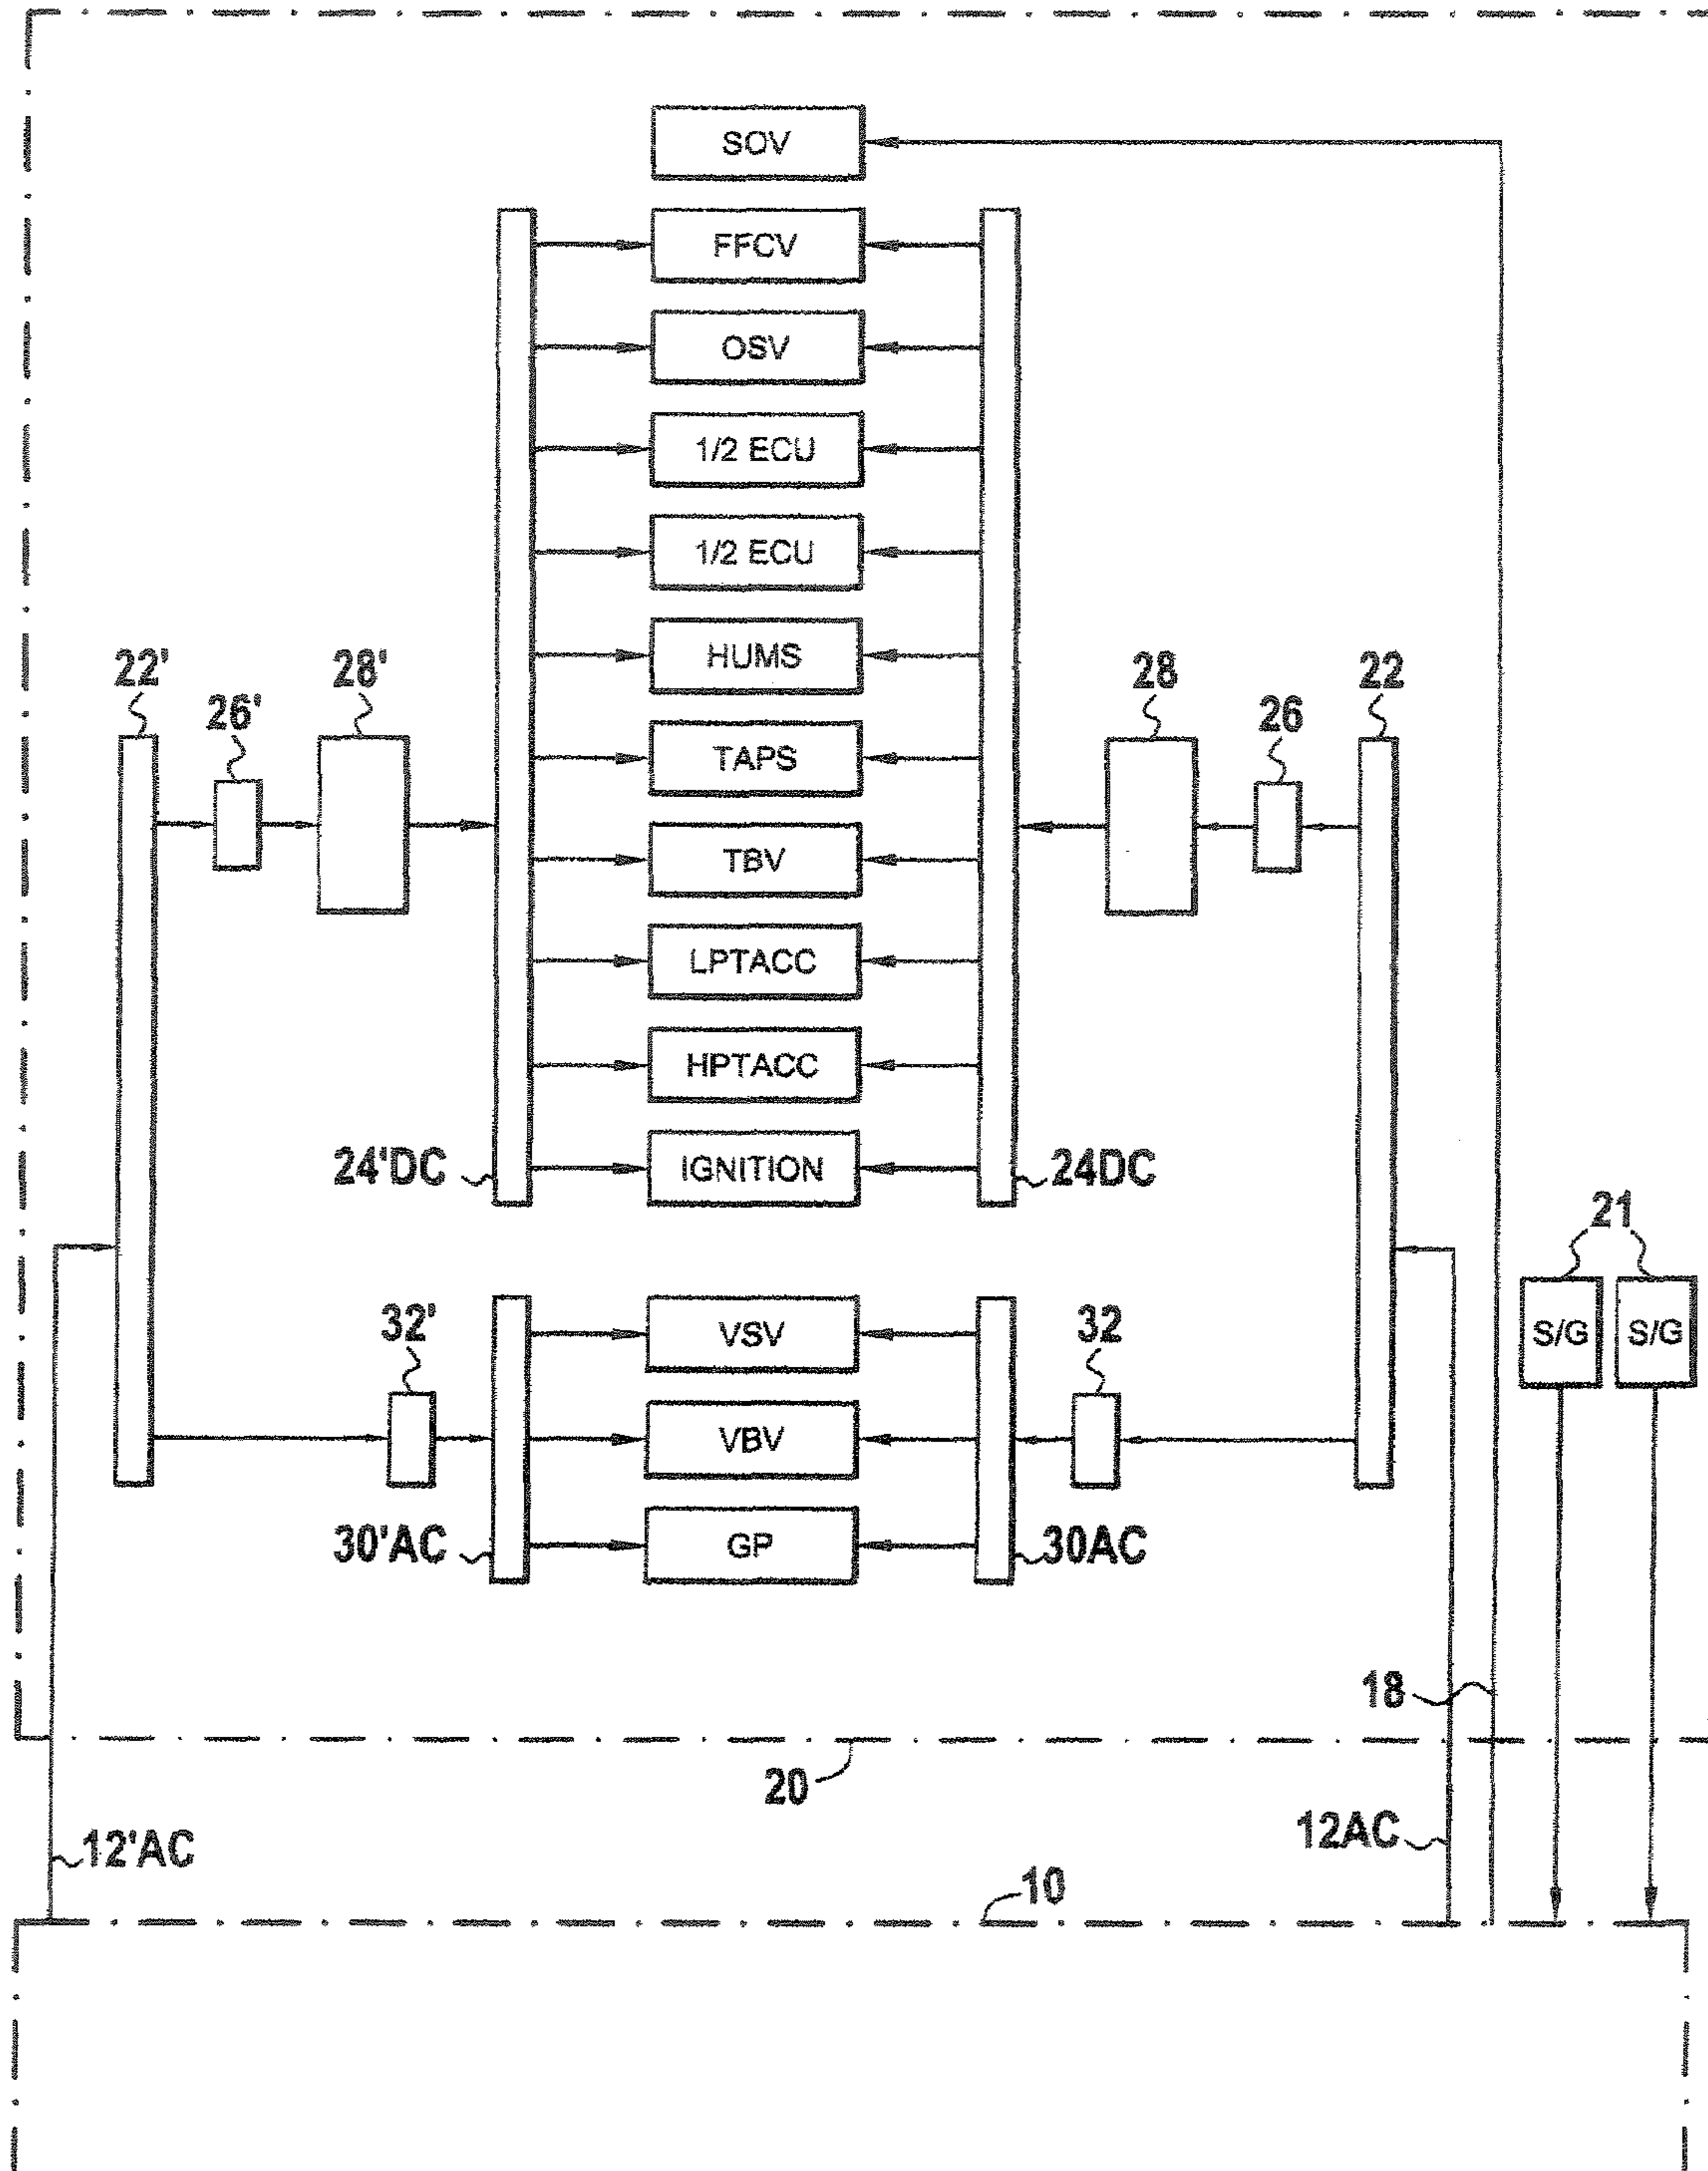 SOV
FFCV
OSV
1/2 ECU
1/2 ECU
HUMS
22'
28'
28
22
26'
26
TAPS
TBV
LPTACC
HPTACC
24'DC
IGNITION
24DC
21
32'
VSV
32
S/G
S/G
VBV
30'AC
GP
30AC
18
20
12'AC
12AC
10